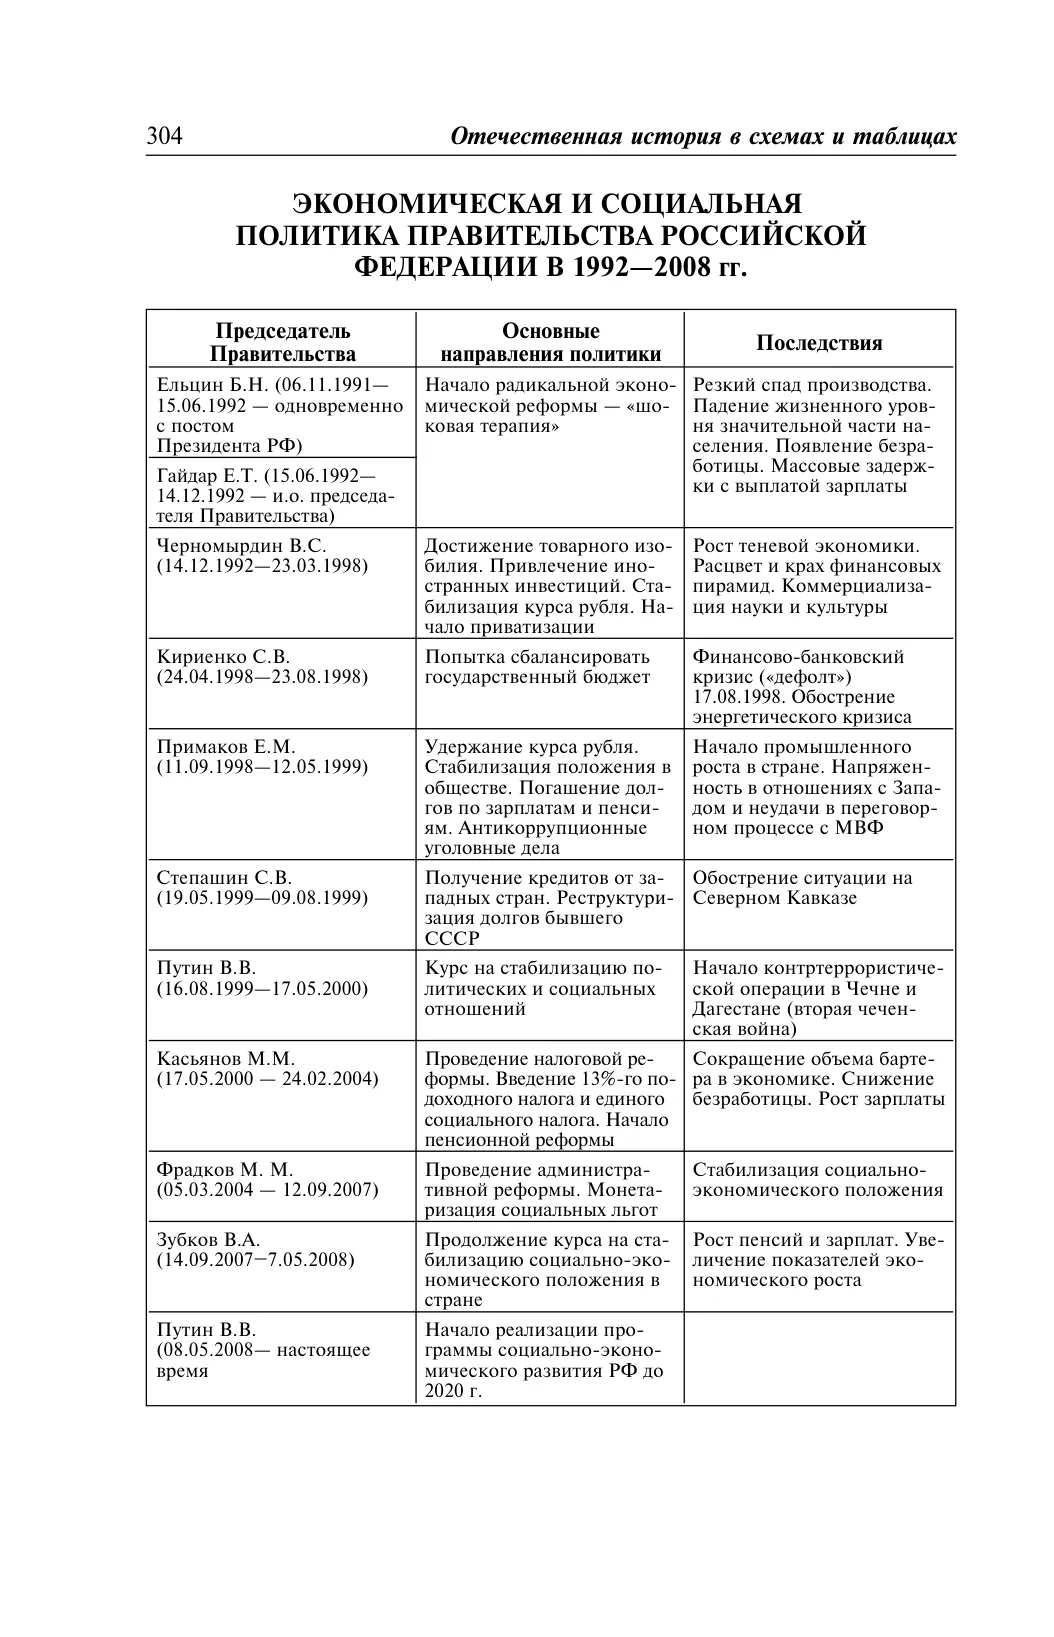 304
Отечественная история в схемах и таблицах
ЭКОНОМИЧЕСКАЯ И СОЦИАЛЬНАЯ
ПОЛИТИКА ПРАВИТЕЛЬСТВА РОССИЙСКОЙ
ФЕДЕРАЦИИ В 1992—2008 гг.
Председатель
Правительства
Основные
направления политики
Последствия
Ельцин Б.Н. (06.11.1991—
15.06.1992 — одновременно
с постом
Президента РФ)
Гайдар Е.Т. (15.06.1992—
14.12.1992 — и.о. председа-
теля Правительства)
Начало радикальной эконо-
мической реформы — «шо-
ковая терапия»
Резкий спад производства.
Падение жизненного уров-
ня значительной части на-
селения. Появление безра-
ботицы. Массовые задерж-
ки с выплатой зарплаты
Черномырдин В.С.
(14.12.1992—23.03.1998)
Достижение товарного изо-
билия. Привлечение ино-
странных инвестиций. Ста-
билизация курса рубля. На-
чало приватизации
Рост теневой экономики.
Расцвет и крах финансовых
пирамид. Коммерциализа-
ция науки и культуры
Кириенко С.В.
(24.04.1998—23.08.1998)
Попытка сбалансировать
государственный бюджет
Финансово-банковский
кризис («дефолт»)
17.08.1998. Обострение
энергетического кризиса
Примаков Е.М.
(11.09.1998—12.05.1999)
Удержание курса рубля.
Стабилизация положения в
обществе. Погашение дол-
гов по зарплатам и пенси-
ям. Антикоррупционные
уголовные дела
Начало промышленного
роста в стране. Напряжен-
ность в отношениях с Запа-
дом и неудачи в переговор-
ном процессе с МВФ
Степашин С.В.
(19.05.1999—09.08.1999)
Получение кредитов от за-
падных стран. Реструктури-
зация долгов бывшего
СССР
Обострение ситуации на
Северном Кавказе
Путин В.В.
(16.08.1999—17.05.2000)
Курс на стабилизацию по-
литических и социальных
отношений
Начало контртеррористиче-
ской операции в Чечне и
Дагестане (вторая чечен-
ская война)
Касьянов М.М.
(17.05.2000 — 24.02.2004)
Проведение налоговой ре-
формы. Введение 13%-го по-
доходного налога и единого
социального налога. Начало
пенсионной реформы
Сокращение объема барте-
ра в экономике. Снижение
безработицы. Рост зарплаты
Фрадков М. М.
(05.03.2004 — 12.09.2007)
Проведение администра-
тивной реформы. Монета-
ризация социальных льгот
Стабилизация социально-
экономического положения
Зубков В.А.
(14.09.2007–7.05.2008)
Продолжение курса на ста-
билизацию социально-эко-
номического положения в
стране
Рост пенсий и зарплат. Уве-
личение показателей эко-
номического роста
Путин В.В.
(08.05.2008— настоящее
время
Начало реализации про-
граммы социально-эконо-
мического развития РФ до
2020 г.